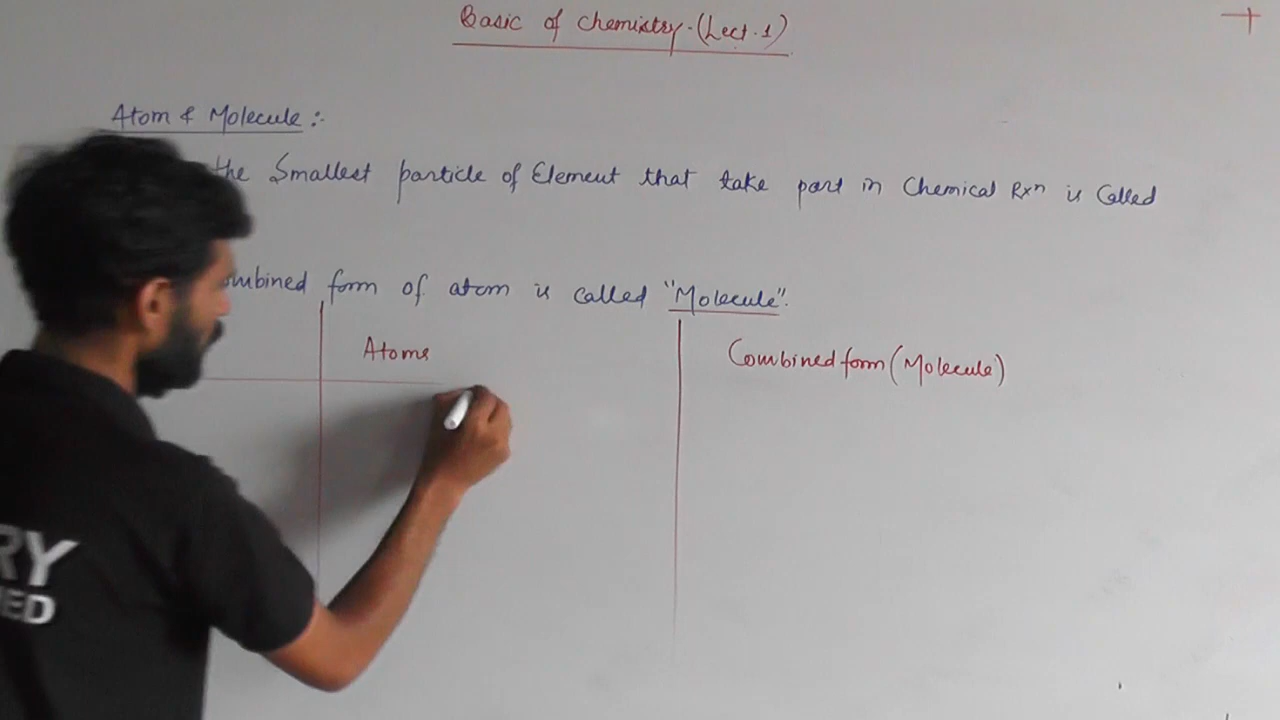 Basic of chemistry.(Lect.1)
Atom & Molecule :-
the Smallest particle of Element that take part in Chemical Rxn is Called
ombined form of atom is called "Molecule".
Atoms
Combined form (Molecule)
RY
ED